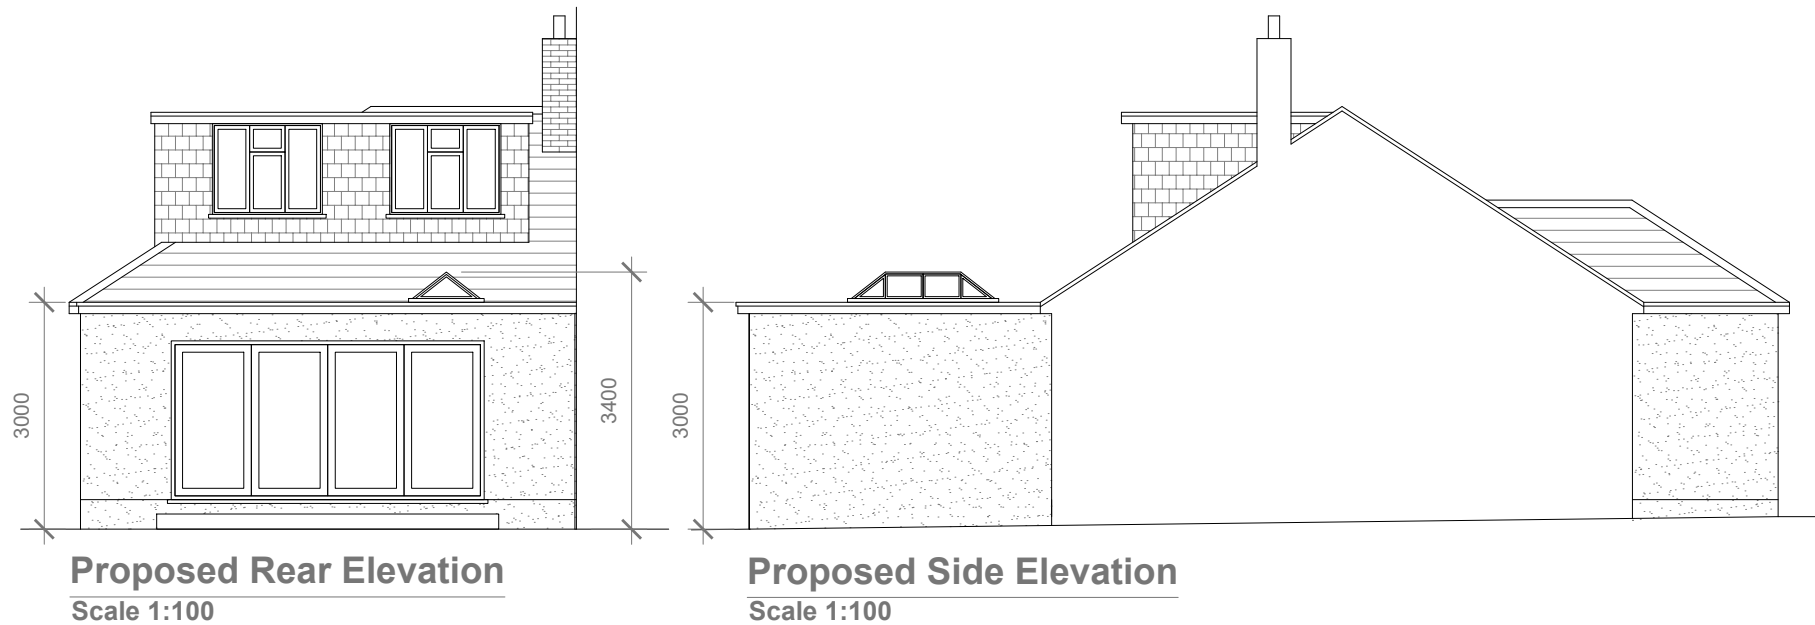 3000
3400
3000
Proposed Rear Elevation
Scale 1:100
Proposed Side Elevation
Scale 1:100